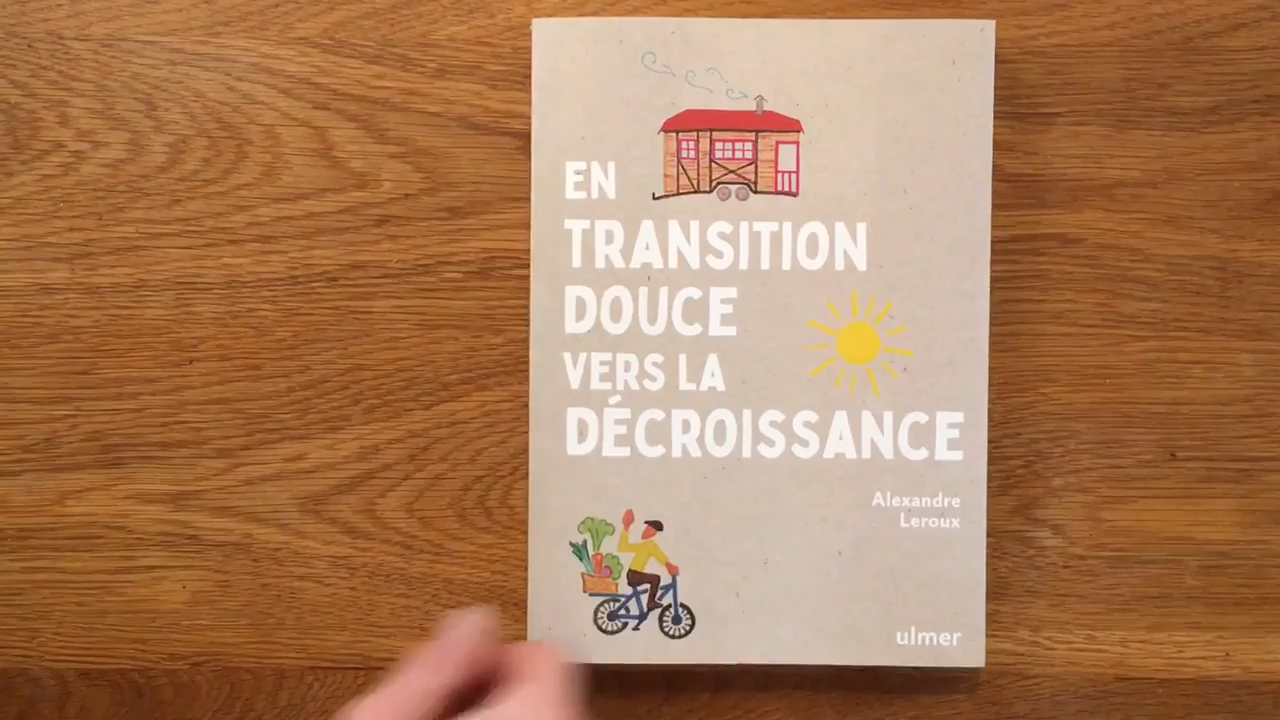 EN
TRANSITION
DOUCE
VERS LA
DÉCROISSANCE
Alexandre
Leroux
ulmer